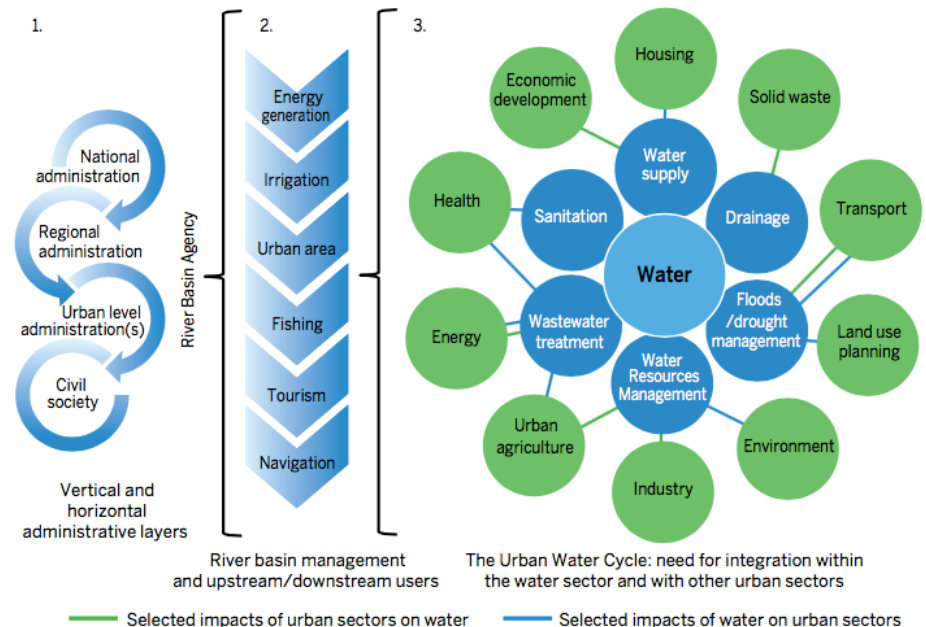 1.
National
administration
Regional
administration
Urban level
administration(s)
Civil
society
Vertical and
horizontal
administrative layers
River Basin Agency
2.
Energy
generation
Irrigation
Urban area
Fishing
Tourism
Navigation
River basin management
and upstream/downstream users
3.
Housing
Economic
development
Solid waste
Water
supply
Health
Sanitation
Drainage
Transport
Water
Energy
Wastewater
treatment
Floods
/drought
management
Land use
planning
Water
Resources
Management
Urban
agriculture
Industry
Environment
The Urban Water Cycle: need for integration within
the water sector and with other urban sectors
Selected impacts of urban sectors on water
Selected impacts of water on urban sectors